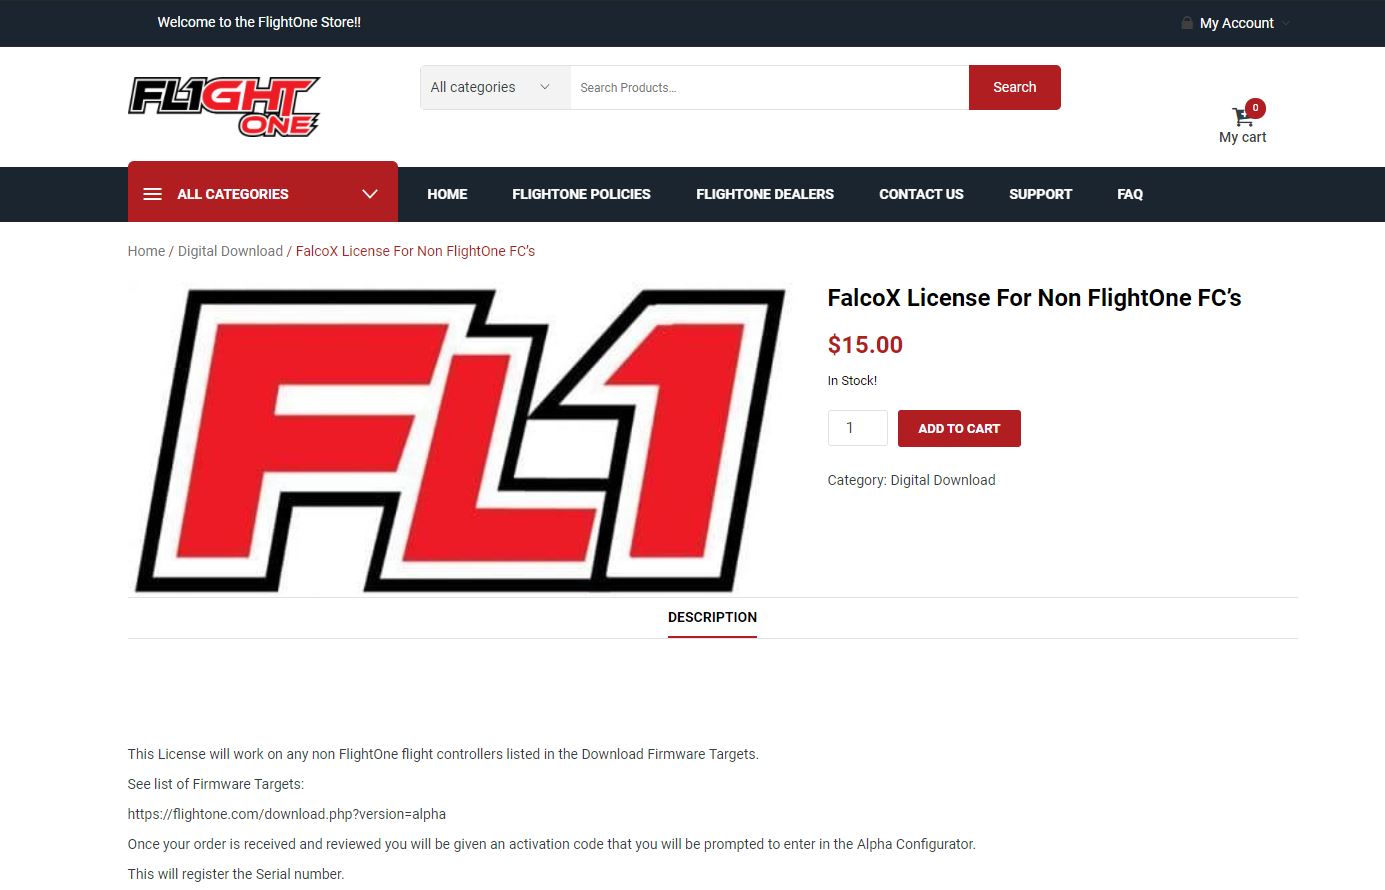 Welcome to the FlightOne Store!!
My Account
FL1GHT
ONE
All categories
Search Products...
Search
0
My cart
ALL CATEGORIES
HOME
FLIGHTONE POLICIES
FLIGHTONE DEALERS
CONTACT US
SUPPORT
FAQ
Home / Digital Download / FalcoX License For Non FlightOne FC’s
FL1
FalcoX License For Non FlightOne FC’s
$15.00
In Stock!
1
ADD TO CART
Category: Digital Download
DESCRIPTION
This License will work on any non FlightOne flight controllers listed in the Download Firmware Targets.
See list of Firmware Targets:
https://flightone.com/download.php?version=alpha
Once your order is received and reviewed you will be given an activation code that you will be prompted to enter in the Alpha Configurator.
This will register the Serial number.